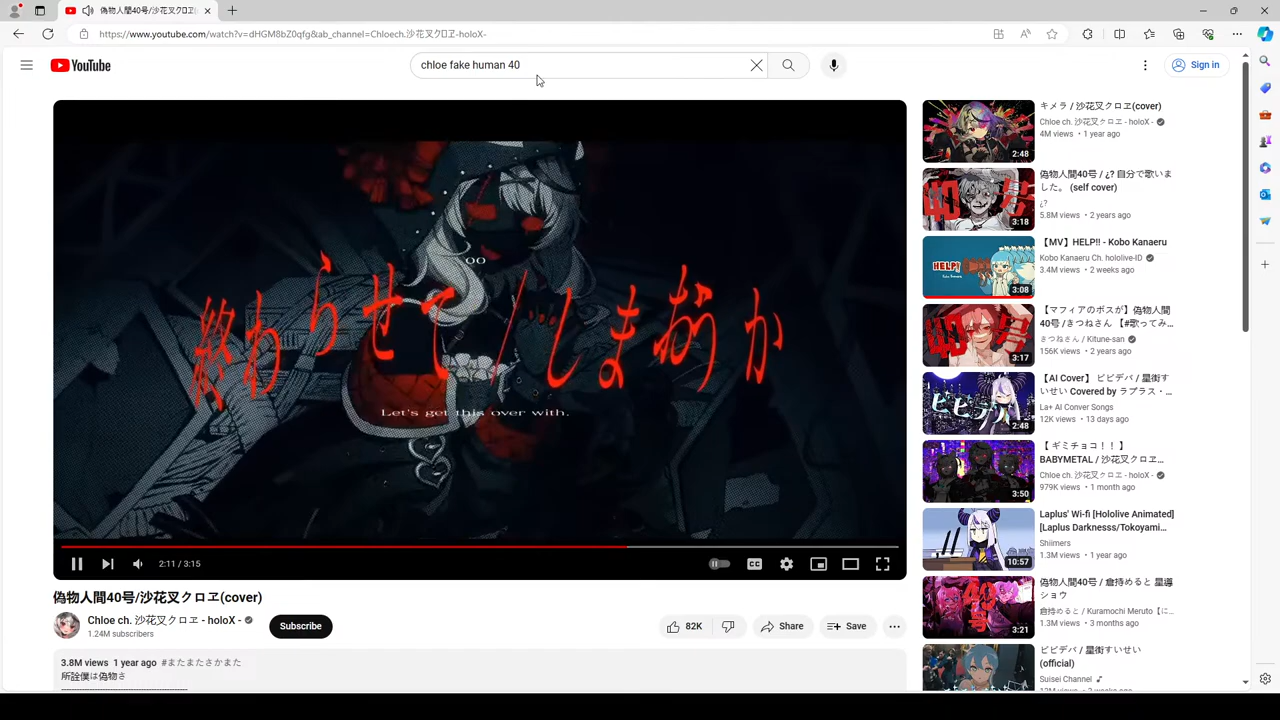 偽物人間40号/沙花叉クロヱ
https://www.youtube.com/watch?v=dHGM8bZ0qfg&ab_channel=Chloech.沙花叉クロヱ-holoX-
YouTube
chloe fake human 40
Sign in
終わらせて/しまおうか
Let's get this over with.
2:11 / 3:15
偽物人間40号/沙花叉クロヱ(cover)
Chloe ch. 沙花叉クロヱ - holoX -
1.24M subscribers
Subscribe
82K
Share
Save
3.8M views 1 year ago #またまたさかまた
所詮僕は偽物さ
キメラ / 沙花叉クロヱ(cover)
Chloe ch. 沙花叉クロヱ - holoX -
4M views • 1 year ago
2:48
偽物人間40号 / ¿? 自分で歌いま
した。 (self cover)
¿?
5.8M views • 2 years ago
3:18
【MV】HELP!! - Kobo Kanaeru
Kobo Kanaeru Ch. hololive-ID
3.4M views • 2 weeks ago
HELP!!
3:08
【マフィアのボスが】偽物人間
40号 /きつねさん 【#歌ってみ...
きつねさん / Kitune-san
156K views • 2 years ago
3:17
【AI Cover】 ビビデバ / 星街す
いせい Covered by ラプラス・...
La+ AI Conver Songs
12K views • 13 days ago
ビビデバ
2:48
【 ギミチョコ！！ 】
BABYMETAL / 沙花叉クロヱ...
Chloe ch. 沙花叉クロヱ - holoX -
979K views • 1 month ago
3:50
Laplus' Wi-fi [Hololive Animated]
[Laplus Darknesss/Tokoyami...
Shiimers
1.3M views • 1 year ago
10:57
偽物人間40号 / 倉持めると 星導
ショウ
倉持めると / Kuramochi Meruto【に...
1.3M views • 3 months ago
3:21
ビビデバ / 星街すいせい
(official)
Suisei Channel